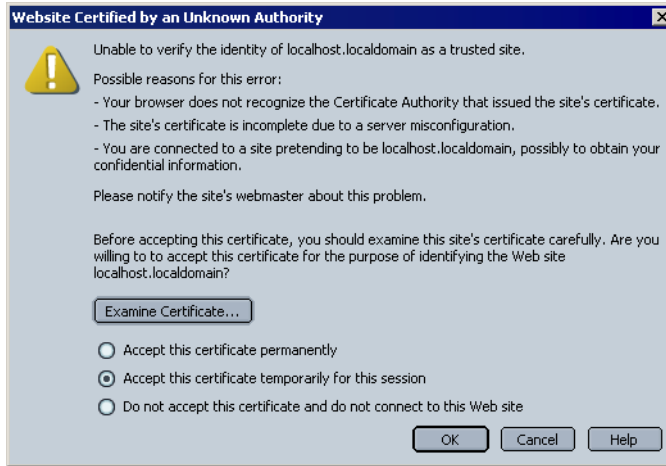 Website Certified by an Unknown Authority
Unable to verify the identity of localhost.localdomain as a trusted site.
Possible reasons for this error:
- Your browser does not recognize the Certificate Authority that issued the site's certificate.
- The site's certificate is incomplete due to a server misconfiguration.
- You are connected to a site pretending to be localhost.localdomain, possibly to obtain your
confidential information.
Please notify the site's webmaster about this problem.
Before accepting this certificate, you should examine this site's certificate carefully. Are you
willing to to accept this certificate for the purpose of identifying the Web site
localhost.localdomain?
Examine Certificate...
Accept this certificate permanently
Accept this certificate temporarily for this session
Do not accept this certificate and do not connect to this Web site
OK Cancel Help